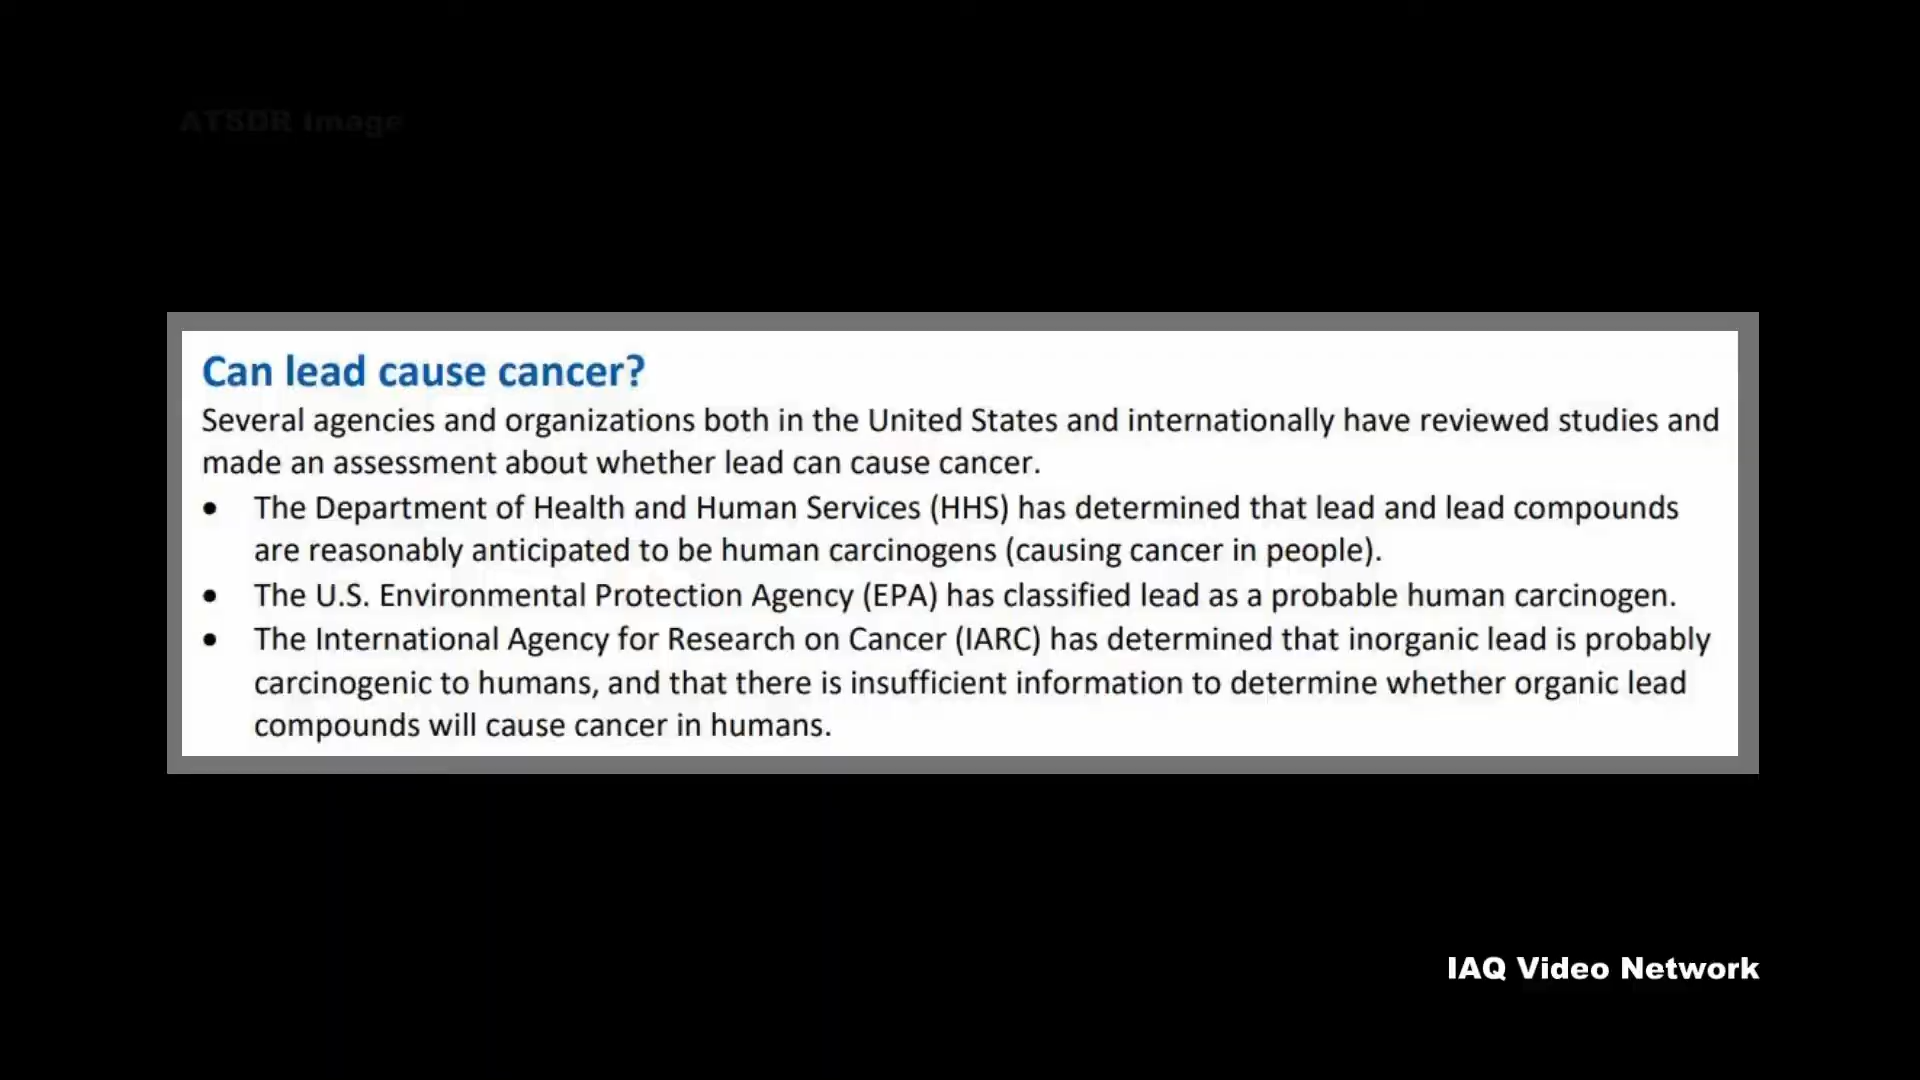 ATSDR Image
Can lead cause cancer?
Several agencies and organizations both in the United States and internationally have reviewed studies and
made an assessment about whether lead can cause cancer.
• The Department of Health and Human Services (HHS) has determined that lead and lead compounds
are reasonably anticipated to be human carcinogens (causing cancer in people).
• The U.S. Environmental Protection Agency (EPA) has classified lead as a probable human carcinogen.
• The International Agency for Research on Cancer (IARC) has determined that inorganic lead is probably
carcinogenic to humans, and that there is insufficient information to determine whether organic lead
compounds will cause cancer in humans.
IAQ Video Network